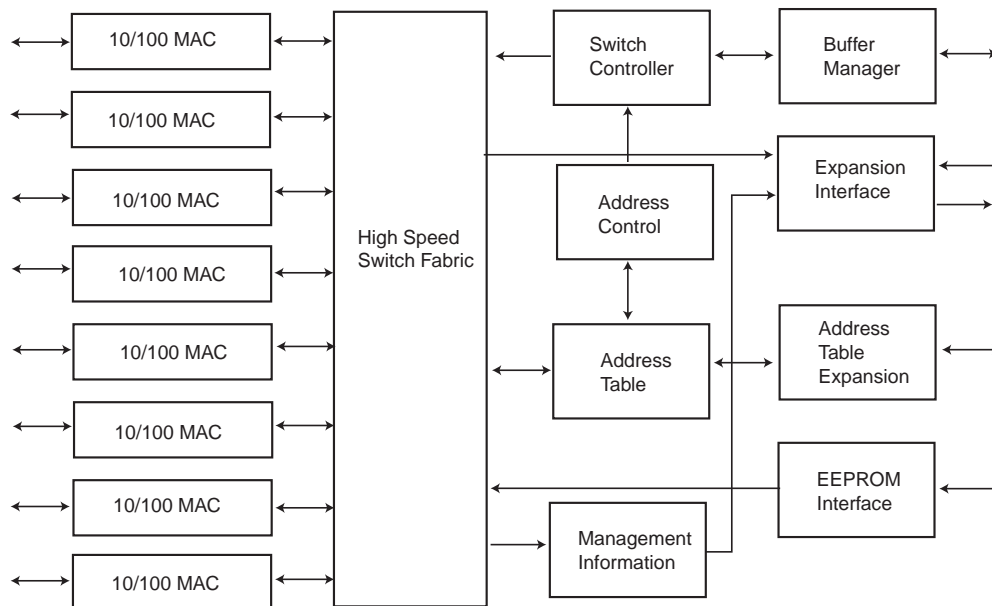 10/100 MAC
10/100 MAC
10/100 MAC
10/100 MAC
10/100 MAC
10/100 MAC
10/100 MAC
10/100 MAC
High Speed
Switch Fabric
Switch
Controller
Buffer
Manager
Address
Control
Expansion
Interface
Address
Table
Address
Table
Expansion
EEPROM
Interface
Management
Information